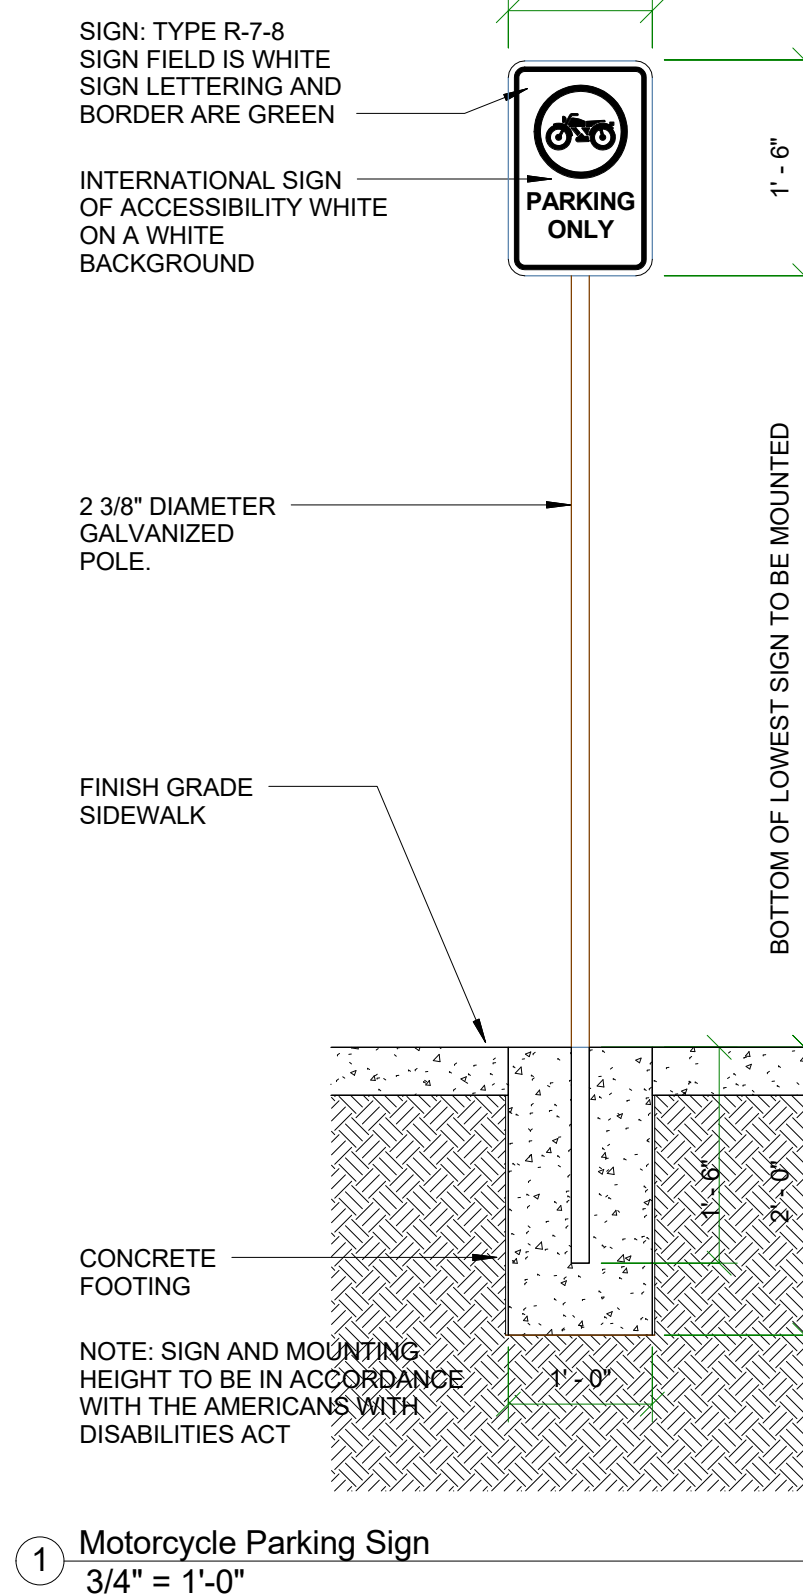 SIGN: TYPE R-7-8
SIGN FIELD IS WHITE
SIGN LETTERING AND
BORDER ARE GREEN
INTERNATIONAL SIGN
OF ACCESSIBILITY WHITE
ON A WHITE
BACKGROUND
PARKING
ONLY
1' - 6"
2 3/8" DIAMETER
GALVANIZED
POLE.
BOTTOM OF LOWEST SIGN TO BE MOUNTED
FINISH GRADE
SIDEWALK
1' - 6"
2' - 0"
CONCRETE
FOOTING
NOTE: SIGN AND MOUNTING
HEIGHT TO BE IN ACCORDANCE
WITH THE AMERICANS WITH
DISABILITIES ACT
1' - 0"
1
Motorcycle Parking Sign
3/4" = 1'-0"